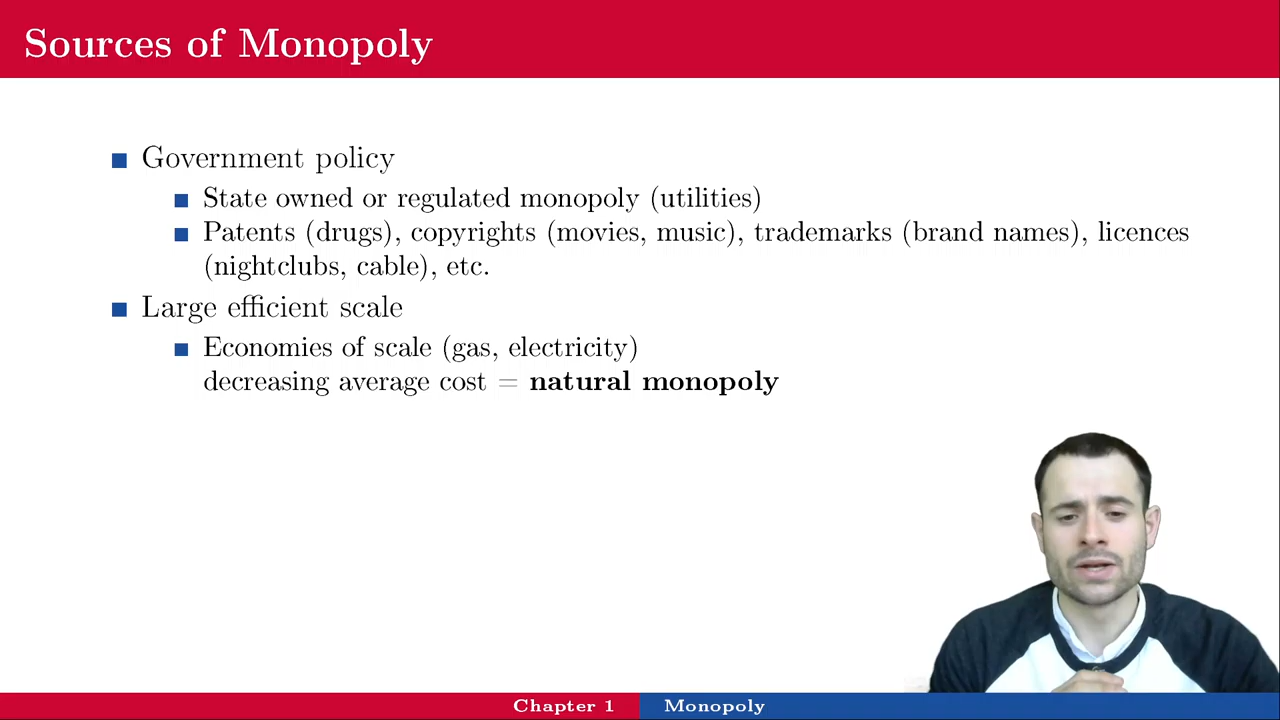 Sources of Monopoly
Government policy
State owned or regulated monopoly (utilities)
Patents (drugs), copyrights (movies, music), trademarks (brand names), licences
(nightclubs, cable), etc.
Large efficient scale
Economies of scale (gas, electricity)
decreasing average cost = natural monopoly
Chapter 1 Monopoly